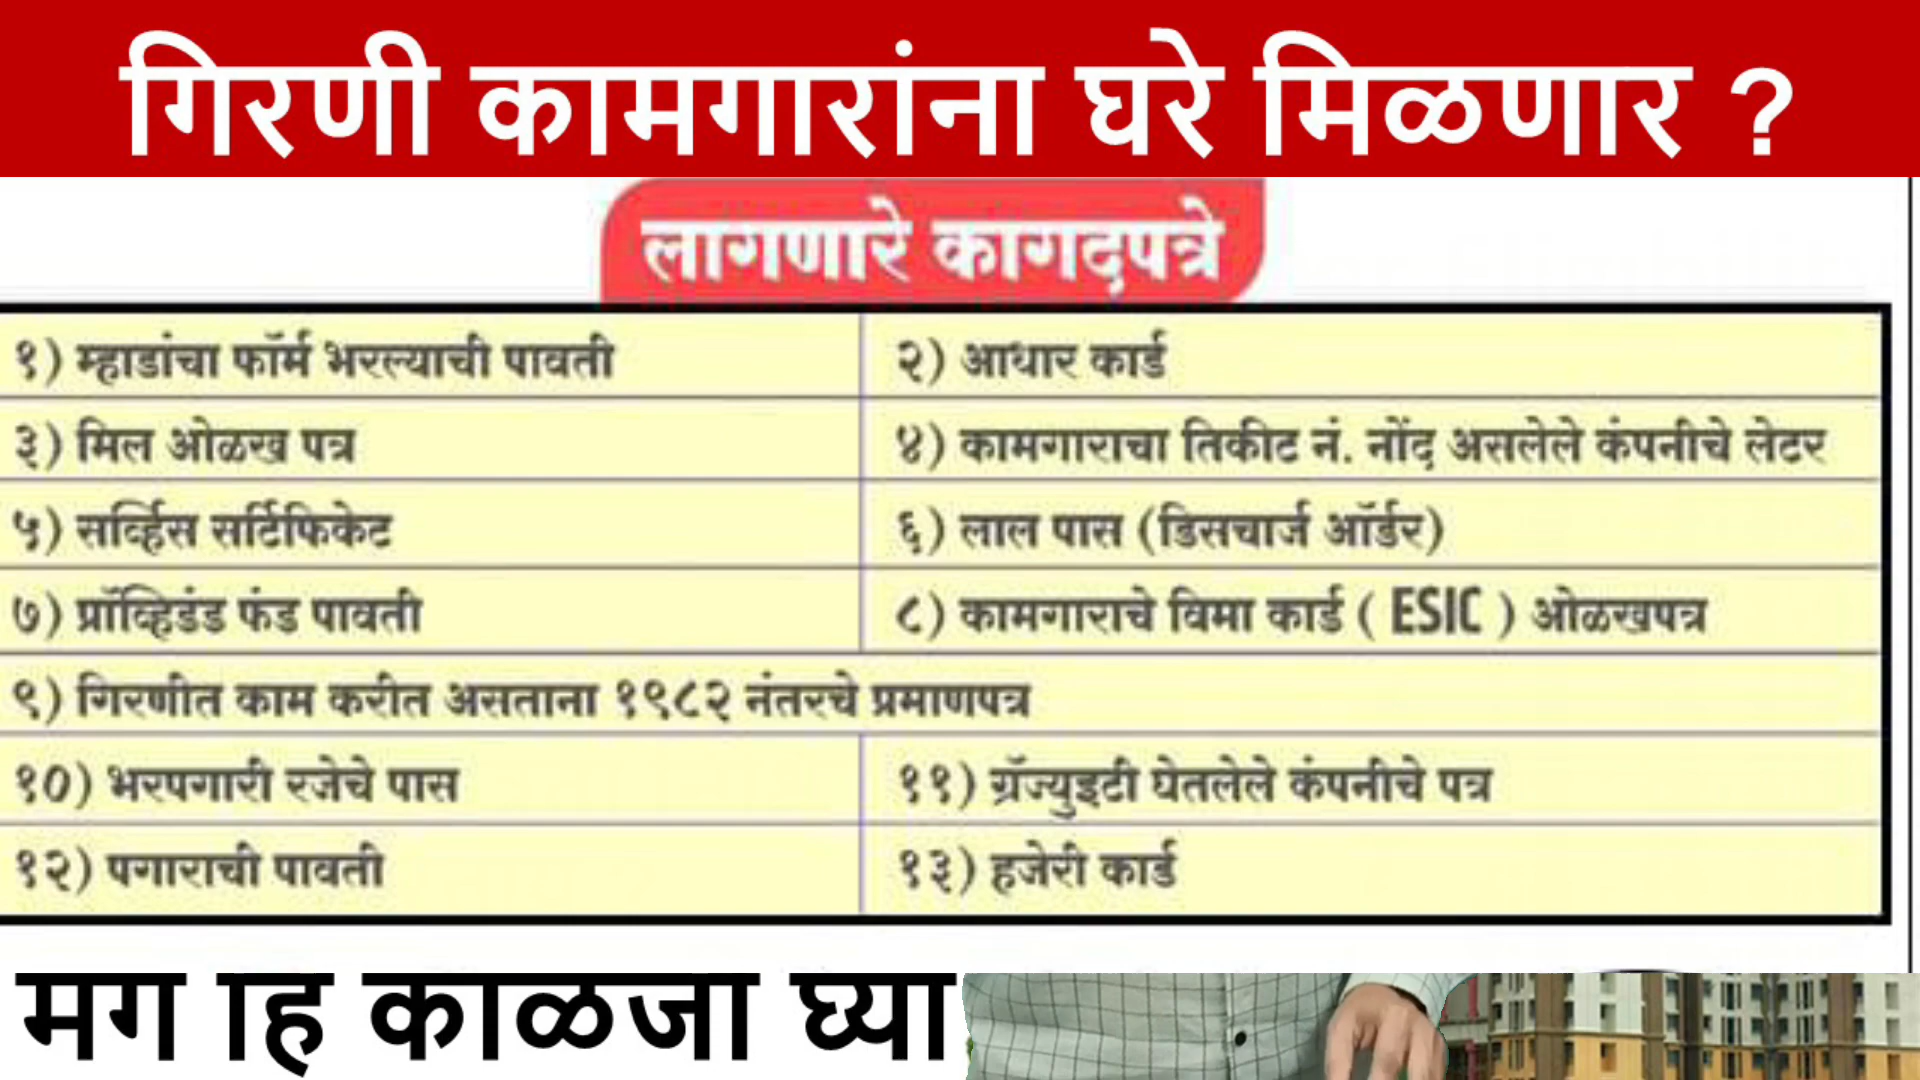 गिरणी कामगारांना घरे मिळणार ?
लागणारे कागदपत्रे
१) म्हाडांचा फॉर्म भरल्याची पावती
२) आधार कार्ड
३) मिल ओळख पत्र
४) कामगाराचा तिकीट नं. नोंद असलेले कंपनीचे लेटर
५) सर्व्हिस सर्टिफिकेट
६) लाल पास (डिसचार्ज ऑर्डर)
७) प्रॉव्हिडंड फंड पावती
८) कामगाराचे विमा कार्ड ( ESIC ) ओळखपत्र
९) गिरणीत काम करीत असताना १९८२ नंतरचे प्रमाणपत्र
१०) भरपगारी रजेचे पास
११) ग्रॅज्युइटी घेतलेले कंपनीचे पत्र
१२) पगाराची पावती
१३) हजेरी कार्ड
मग हि काळजी घ्या